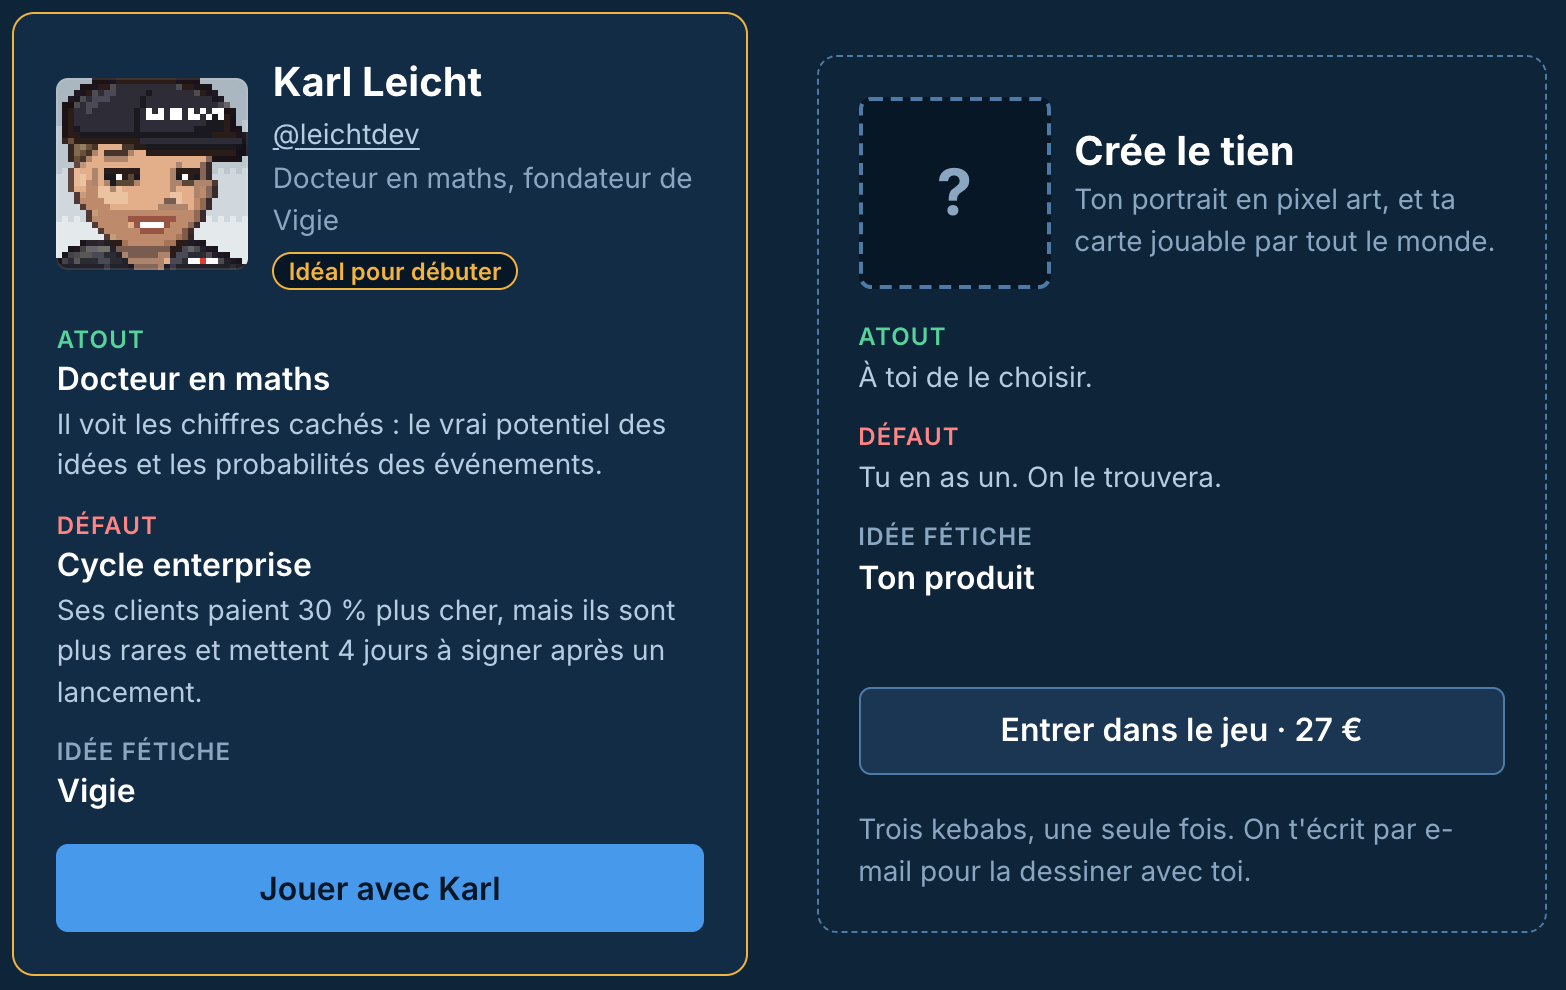 Karl Leicht
@leichtdev
Docteur en maths, fondateur de
Vigie
Idéal pour débuter
ATOUT
Docteur en maths
Il voit les chiffres cachés : le vrai potentiel des
idées et les probabilités des événements.
DÉFAUT
Cycle enterprise
Ses clients paient 30 % plus cher, mais ils sont
plus rares et mettent 4 jours à signer après un
lancement.
IDÉE FÉTICHE
Vigie
Jouer avec Karl
?
Crée le tien
Ton portrait en pixel art, et ta
carte jouable par tout le monde.
ATOUT
À toi de le choisir.
DÉFAUT
Tu en as un. On le trouvera.
IDÉE FÉTICHE
Ton produit
Entrer dans le jeu · 27 €
Trois kebabs, une seule fois. On t'écrit par e-
mail pour la dessiner avec toi.